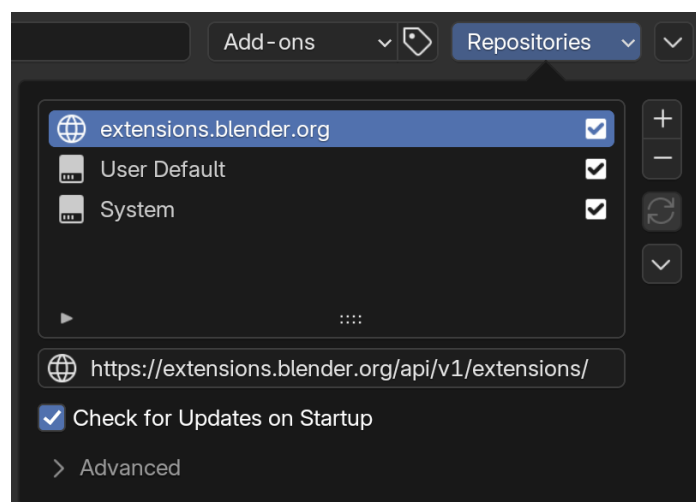 Add-ons
Repositories
extensions.blender.org
User Default
System
https://extensions.blender.org/api/v1/extensions/
Check for Updates on Startup
Advanced